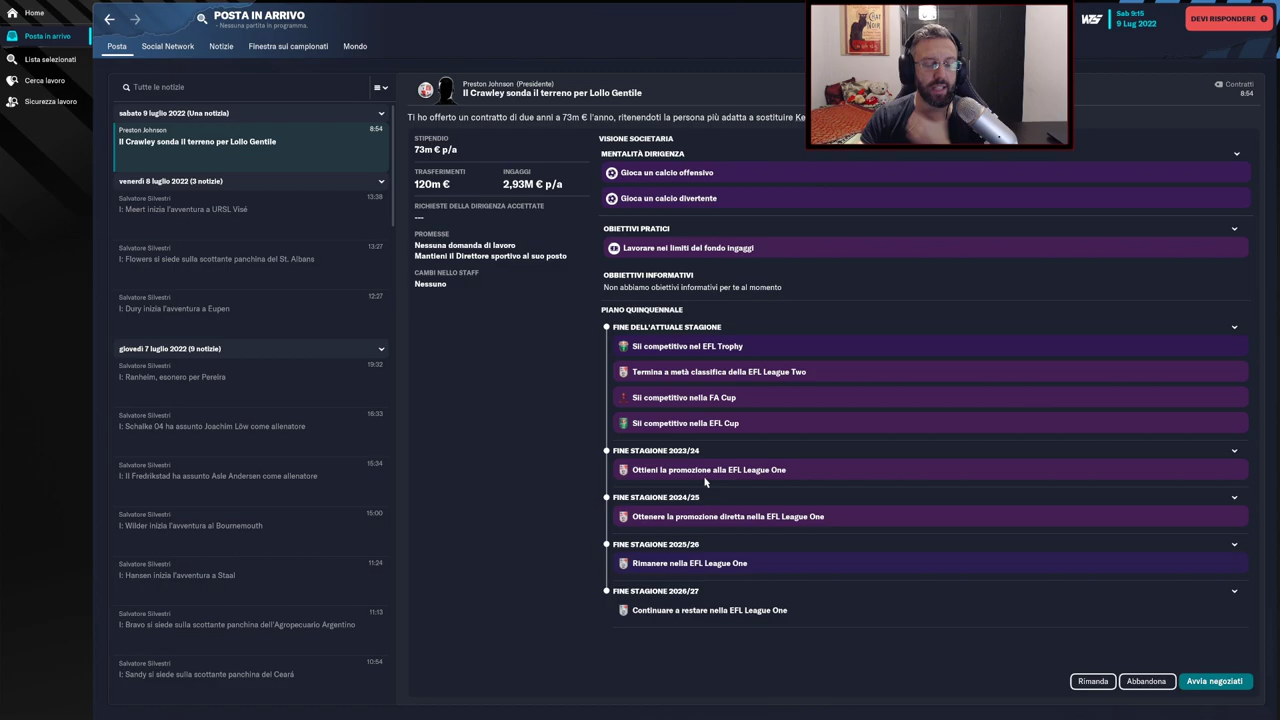 Home
Posta in arrivo
Lista selezionati
Cerca lavoro
Sicurezza lavoro
POSTA IN ARRIVO
- Nessuna partita in programma.
Posta
Social Network
Notizie
Finestra sui campionati
Mondo
CHAT
NOIR
Sab 9:15
9 Lug 2022
DEVI RISPONDERE
Tutte le notizie
sabato 9 luglio 2022 (Una notizia)
Preston Johnson
8:54
Il Crawley sonda il terreno per Lollo Gentile
venerdì 8 luglio 2022 (3 notizie)
Salvatore Silvestri
13:38
I: Meert inizia l'avventura a URSL Visé
Salvatore Silvestri
13:27
I: Flowers si siede sulla scottante panchina del St. Albans
Salvatore Silvestri
12:27
I: Dury inizia l'avventura a Eupen
giovedì 7 luglio 2022 (9 notizie)
Salvatore Silvestri
19:32
I: Ranheim, esonero per Pereira
Salvatore Silvestri
16:33
I: Schalke 04 ha assunto Joachim Löw come allenatore
Salvatore Silvestri
15:34
I: Il Fredrikstad ha assunto Asle Andersen come allenatore
Salvatore Silvestri
15:00
I: Wilder inizia l'avventura al Bournemouth
Salvatore Silvestri
11:24
I: Hansen inizia l'avventura a Staal
Salvatore Silvestri
11:13
I: Bravo si siede sulla scottante panchina dell'Agropecuario Argentino
Salvatore Silvestri
10:54
I: Sandy si siede sulla scottante panchina del Ceará
Preston Johnson (Presidente)
Il Crawley sonda il terreno per Lollo Gentile
Contratti
8:54
Ti ho offerto un contratto di due anni a 73m € l'anno, ritenendoti la persona più adatta a sostituire
STIPENDIO
73m € p/a
TRASFERIMENTI
120m €
INGAGGI
2,93M € p/a
RICHIESTE DELLA DIRIGENZA ACCETTATE
---
PROMESSE
Nessuna domanda di lavoro
Mantieni il Direttore sportivo al suo posto
CAMBI NELLO STAFF
Nessuno
VISIONE SOCIETARIA
MENTALITÀ DIRIGENZA
Gioca un calcio offensivo
Gioca un calcio divertente
OBIETTIVI PRATICI
Lavorare nei limiti del fondo ingaggi
OBBIETTIVI INFORMATIVI
Non abbiamo obiettivi informativi per te al momento
PIANO QUINQUENNALE
FINE DELL'ATTUALE STAGIONE
Sii competitivo nel EFL Trophy
Termina a metà classifica della EFL League Two
Sii competitivo nella FA Cup
Sii competitivo nella EFL Cup
FINE STAGIONE 2023/24
Ottieni la promozione alla EFL League One
FINE STAGIONE 2024/25
Ottenere la promozione diretta nella EFL League One
FINE STAGIONE 2025/26
Rimanere nella EFL League One
FINE STAGIONE 2026/27
Continuare a restare nella EFL League One
Rimanda
Abbandona
Avvia negoziati